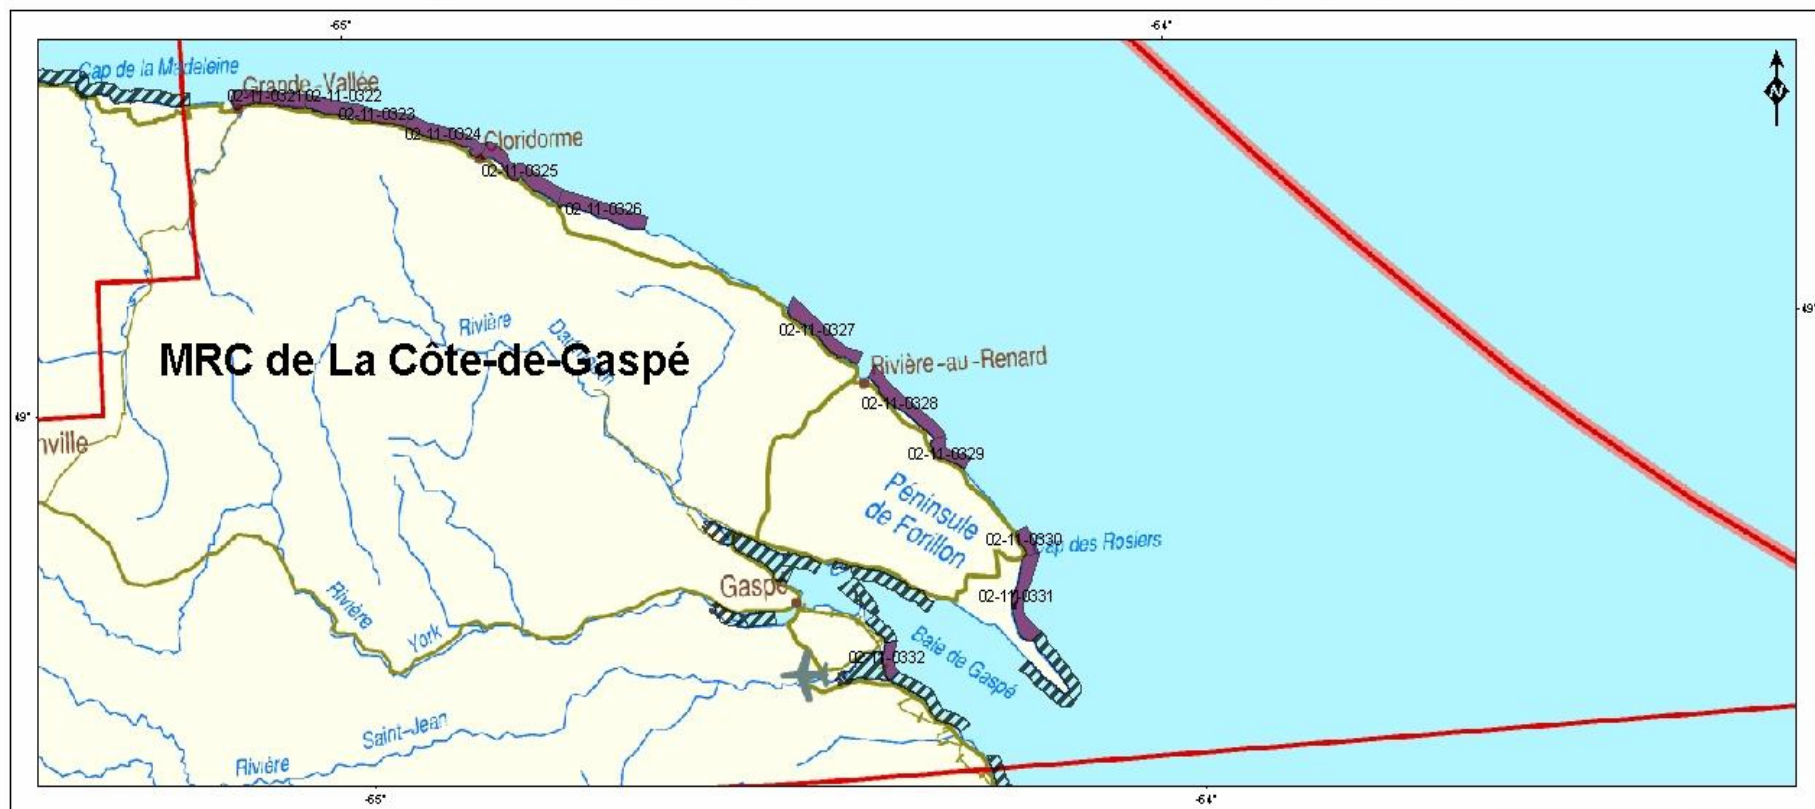 -65°
-64°
Cap de la Madeleine
Grande-Vallée
02-11-0321
02-11-0322
02-11-0323
02-11-0324
Cloridorme
02-11-0325
02-11-0326
N
49°
02-11-0327
Rivière
Dartmouth
MRC de La Côte-de-Gaspé
Rivière-au-Renard
02-11-0328
49°
nville
02-11-0329
Péninsule
de Forillon
02-11-0330
Cap des Rosiers
Gaspé
02-11-0331
Rivière
York
Baie de Gaspé
02-11-0332
Saint-Jean
Rivière
-65°
-64°